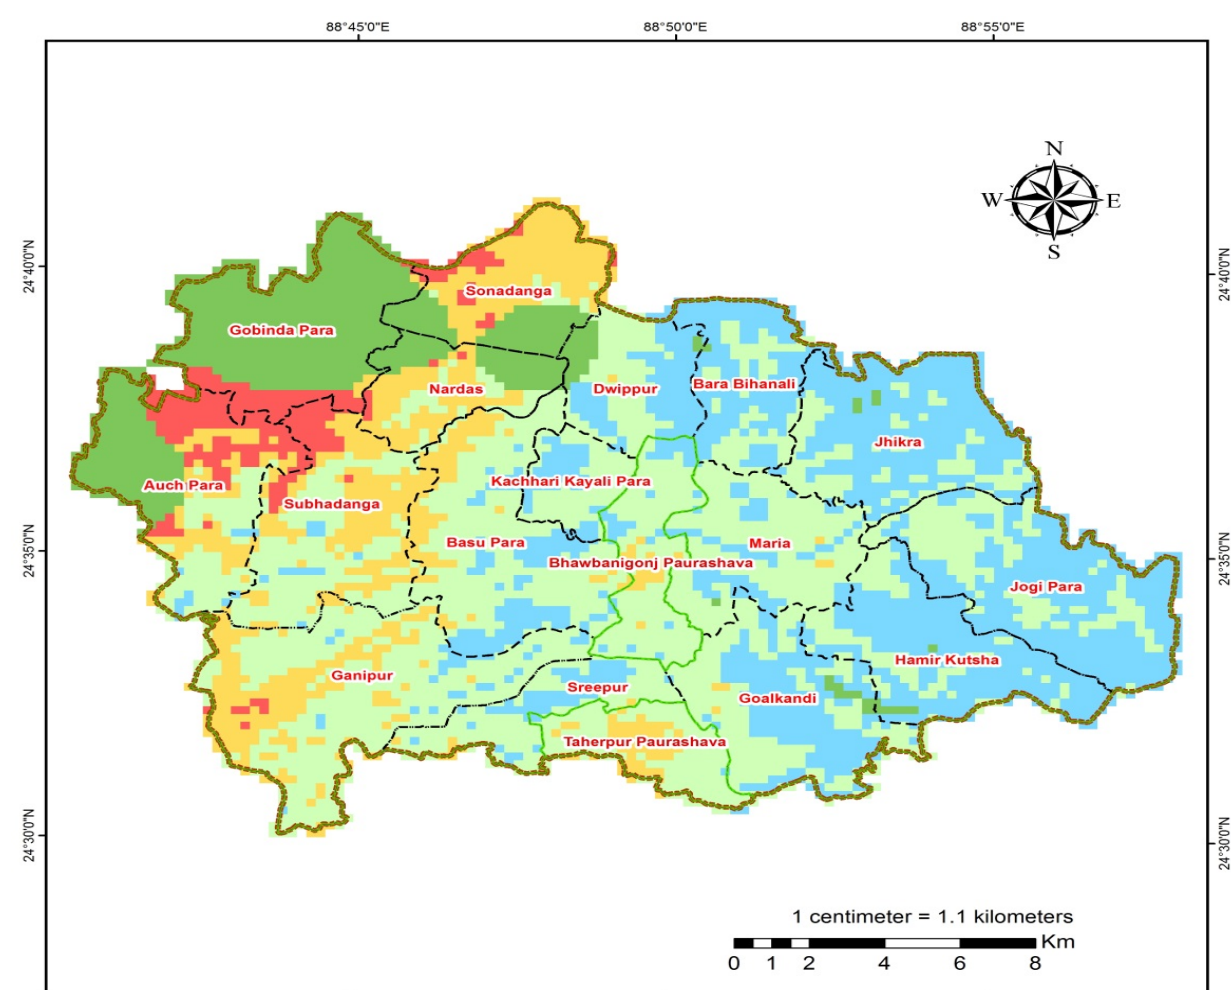 88°45'0"E 88°50'0"E 88°55'0"E
N
W E
S
24°40'0"N 24°40'0"N
Sonadanga
Gobinda Para
Nardas Dwippur Bara Bihanali
Jhikra
Auch Para Kachhari Kayali Para
Subhadanga
Basu Para Maria
24°35'0"N 24°35'0"N
Bhawbanigonj Paurashava
Jogi Para
Hamir Kutsha
Ganipur
Sreepur
Goalkandi
Taherpur Paurashava
24°30'0"N 24°30'0"N
1 centimeter = 1.1 kilometers
Km
0 1 2 4 6 8